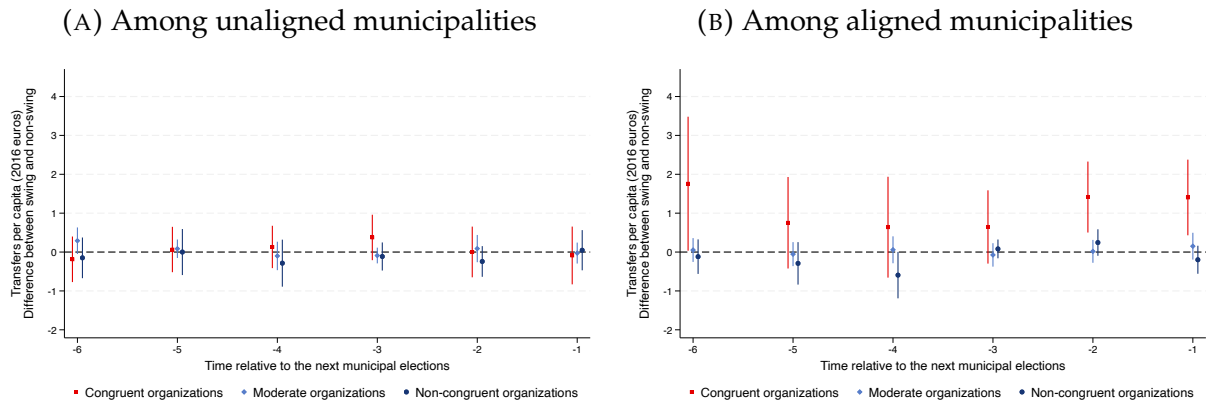 (A) Among unaligned municipalities
(B) Among aligned municipalities
Transfers per capita (2016 euros)
Difference between swing and non-swing
4
3
2
1
0
-1
-2
-6 -5 -4 -3 -2 -1
Time relative to the next municipal elections
Congruent organizations Moderate organizations Non-congruent organizations
Transfers per capita (2016 euros)
Difference between swing and non-swing
4
3
2
1
0
-1
-2
-6 -5 -4 -3 -2 -1
Time relative to the next municipal elections
Congruent organizations Moderate organizations Non-congruent organizations